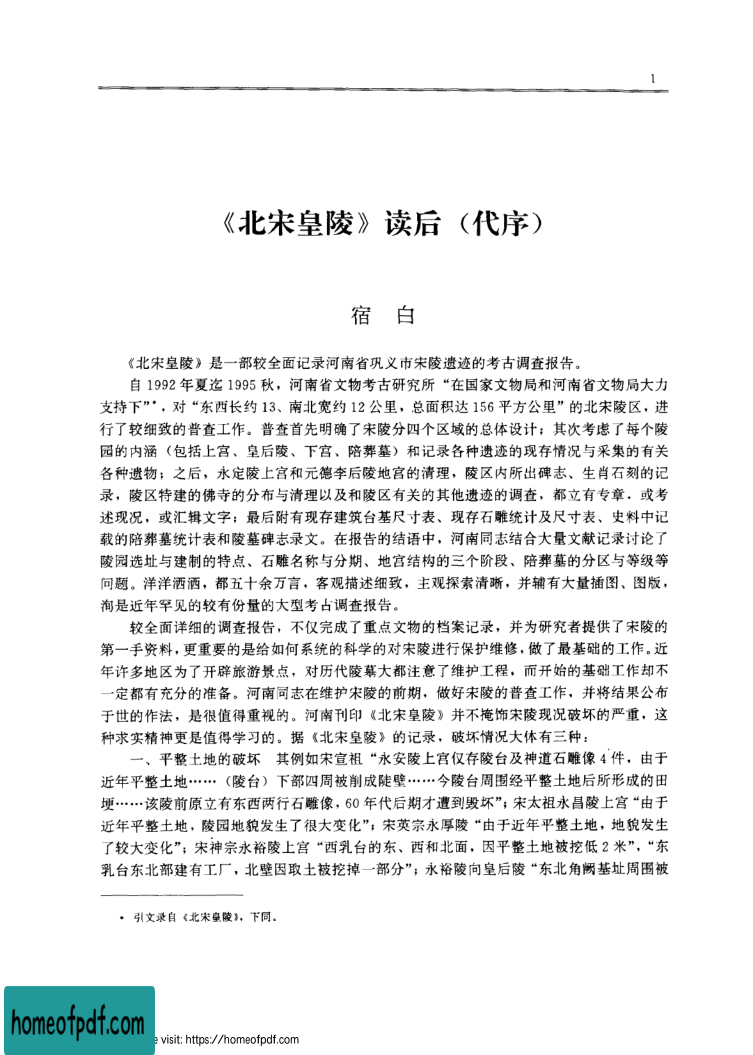 1
《北宋皇陵》读后（代序）
宿 白
《北宋皇陵》是一部较全面记录河南省巩义市宋陵遗迹的考古调查报告。
自1992年夏迄1995秋，河南省文物考古研究所“在国家文物局和河南省文物局大力
支持下”*，对“东西长约13、南北宽约12公里，总面积达156平方公里”的北宋陵区，进
行了较细致的普查工作。普查首先明确了宋陵分四个区域的总体设计；其次考虑了每个陵
园的内涵（包括上宫、皇后陵、下宫、陪葬墓）和记录各种遗迹的现存情况与采集的有关
各种遗物；之后，永定陵上宫和元德李后陵地宫的清理，陵区内所出碑志、生肖石刻的记
录，陵区特建的佛寺的分布与清理以及和陵区有关的其他遗迹的调查，都立有专章，或考
述现况，或汇辑文字；最后附有现存建筑台基尺寸表、现存石雕统计及尺寸表、史料中记
载的陪葬墓统计表和陵墓碑志录文。在报告的结语中，河南同志结合大量文献记录讨论了
陵园选址与建制的特点、石雕名称与分期、地宫结构的三个阶段、陪葬墓的分区与等级等
问题。洋洋洒洒，都五十余万言，客观描述细致，主观探索清晰，并辅有大量插图、图版，
洵是近年罕见的较有份量的大型考古调查报告。
较全面详细的调查报告，不仅完成了重点文物的档案记录，并为研究者提供了宋陵的
第一手资料，更重要的是给如何系统的科学的对宋陵进行保护维修，做了最基础的工作。近
年许多地区为了开辟旅游景点，对历代陵墓大都注意了维护工程，而开始的基础工作却不
一定都有充分的准备。河南同志在维护宋陵的前期，做好宋陵的普查工作，并将结果公布
于世的作法，是很值得重视的。河南刊印《北宋皇陵》并不掩饰宋陵现况破坏的严重，这
种求实精神更是值得学习的。据《北宋皇陵》的记录，破坏情况大体有三种：
一、平整土地的破坏 其例如宋宣祖“永安陵上宫仅存陵台及神道石雕像4件，由于
近年平整土地……（陵台）下部四周被削成陡壁……今陵台周围经平整土地后所形成的田
埂……该陵前原立有东西两行石雕像，60年代后期才遭到毁坏”；宋太祖永昌陵上宫“由于
近年平整土地，陵园地貌发生了很大变化”；宋英宗永厚陵“由于近年平整土地，地貌发生
了较大变化”；宋神宗永裕陵上宫“西乳台的东、西和北面，因平整土地被挖低2米”，“东
乳台东北部建有工厂，北壁因取土被挖掉一部分”；永裕陵向皇后陵“东北角阙基址周围被
* 引文录自《北宋皇陵》，下同。
homeofpdf.com
e visit: https://homeofpdf.com